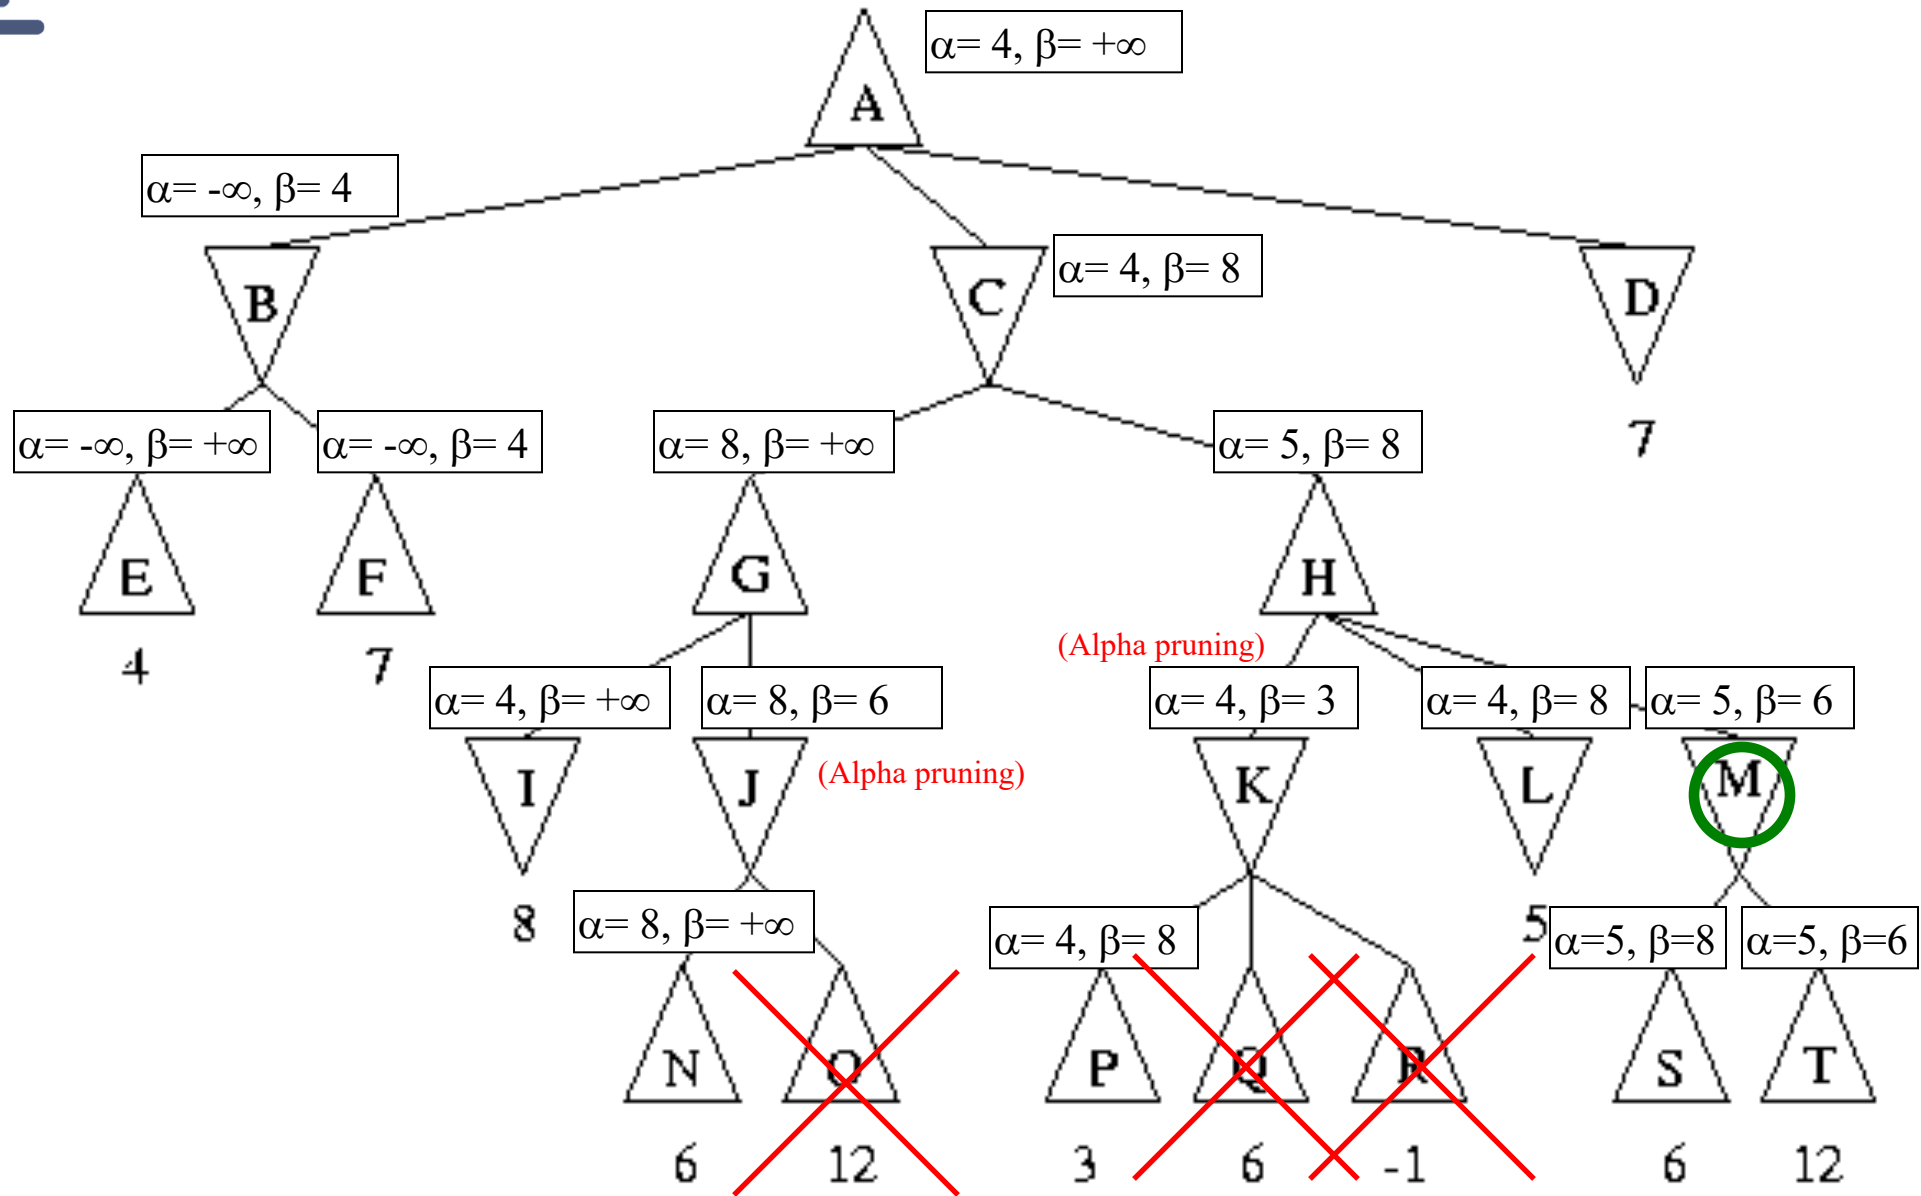 α= 4, β= +∞
A
α= -∞, β= 4
B
C
α= 4, β= 8
D
α= -∞, β= +∞
α= -∞, β= 4
α= 8, β= +∞
α= 5, β= 8
7
E
F
G
H
4
7
(Alpha pruning)
α= 4, β= +∞
α= 8, β= 6
α= 4, β= 3
α= 4, β= 8
α= 5, β= 6
I
J
(Alpha pruning)
K
L
M
8
α= 8, β= +∞
α= 4, β= 8
5
α=5, β=8
α=5, β=6
N
O
P
Q
R
S
T
6
12
3
6
-1
6
12